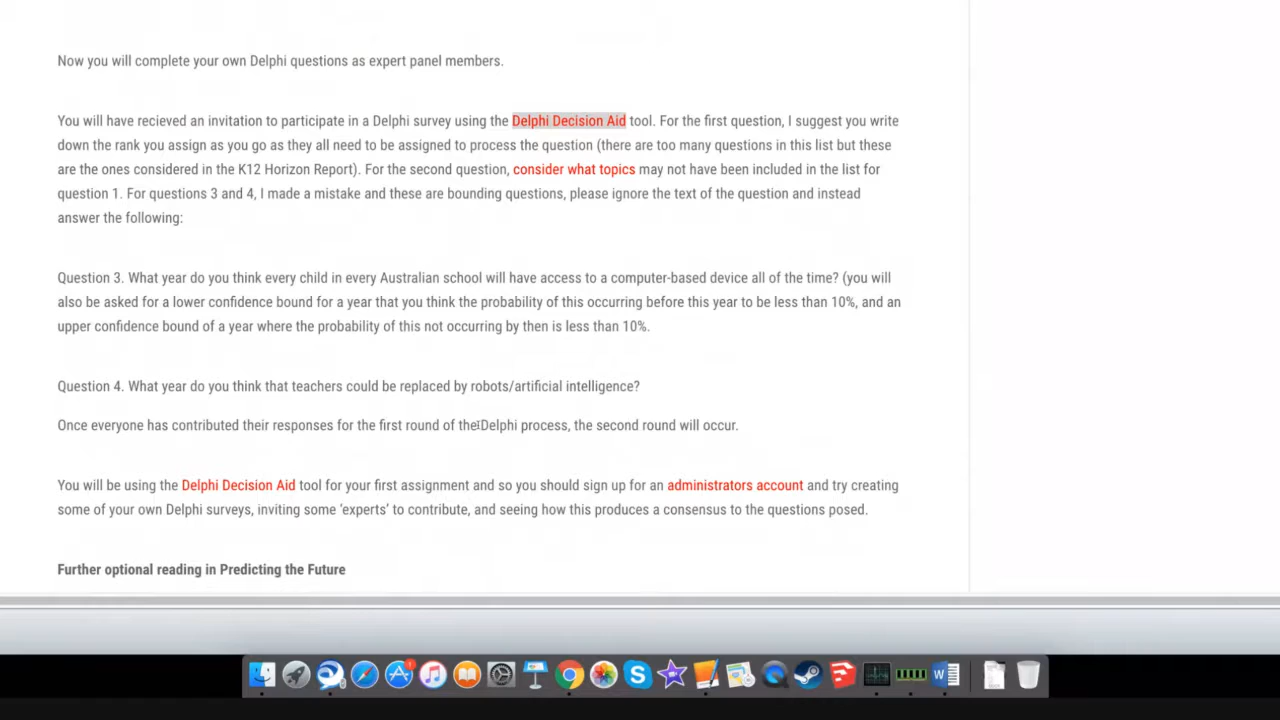 Now you will complete your own Delphi questions as expert panel members.
You will have recieved an invitation to participate in a Delphi survey using the Delphi Decision Aid tool. For the first question, I suggest you write
down the rank you assign as you go as they all need to be assigned to process the question (there are too many questions in this list but these
are the ones considered in the K12 Horizon Report). For the second question, consider what topics may not have been included in the list for
question 1. For questions 3 and 4, I made a mistake and these are bounding questions, please ignore the text of the question and instead
answer the following:
Question 3. What year do you think every child in every Australian school will have access to a computer-based device all of the time? (you will
also be asked for a lower confidence bound for a year that you think the probability of this occurring before this year to be less than 10%, and an
upper confidence bound of a year where the probability of this not occurring by then is less than 10%.
Question 4. What year do you think that teachers could be replaced by robots/artificial intelligence?
Once everyone has contributed their responses for the first round of the Delphi process, the second round will occur.
You will be using the Delphi Decision Aid tool for your first assignment and so you should sign up for an administrators account and try creating
some of your own Delphi surveys, inviting some ‘experts’ to contribute, and seeing how this produces a consensus to the questions posed.
Further optional reading in Predicting the Future